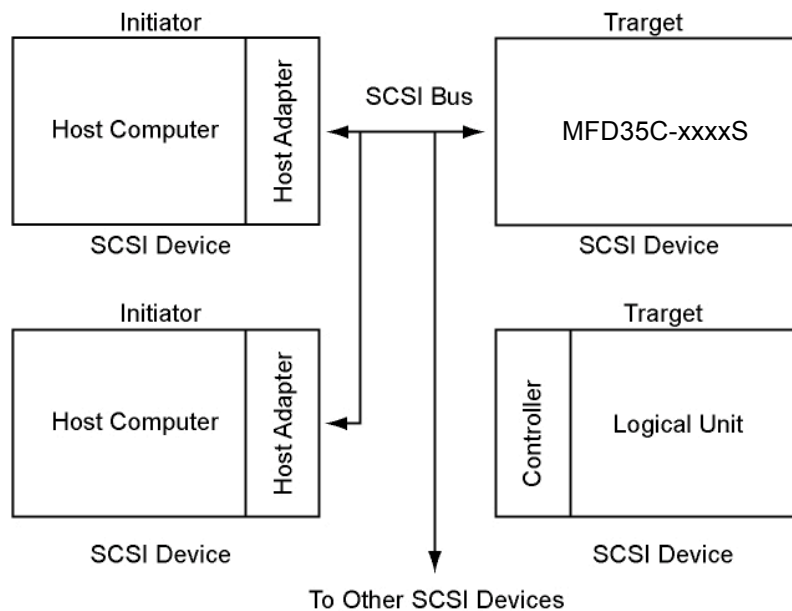 Initiator
Trarget
Host Computer
Host Adapter
SCSI Bus
MFD35C-xxxxS
SCSI Device
SCSI Device
Initiator
Trarget
Host Computer
Host Adapter
Controller
Logical Unit
SCSI Device
SCSI Device
To Other SCSI Devices